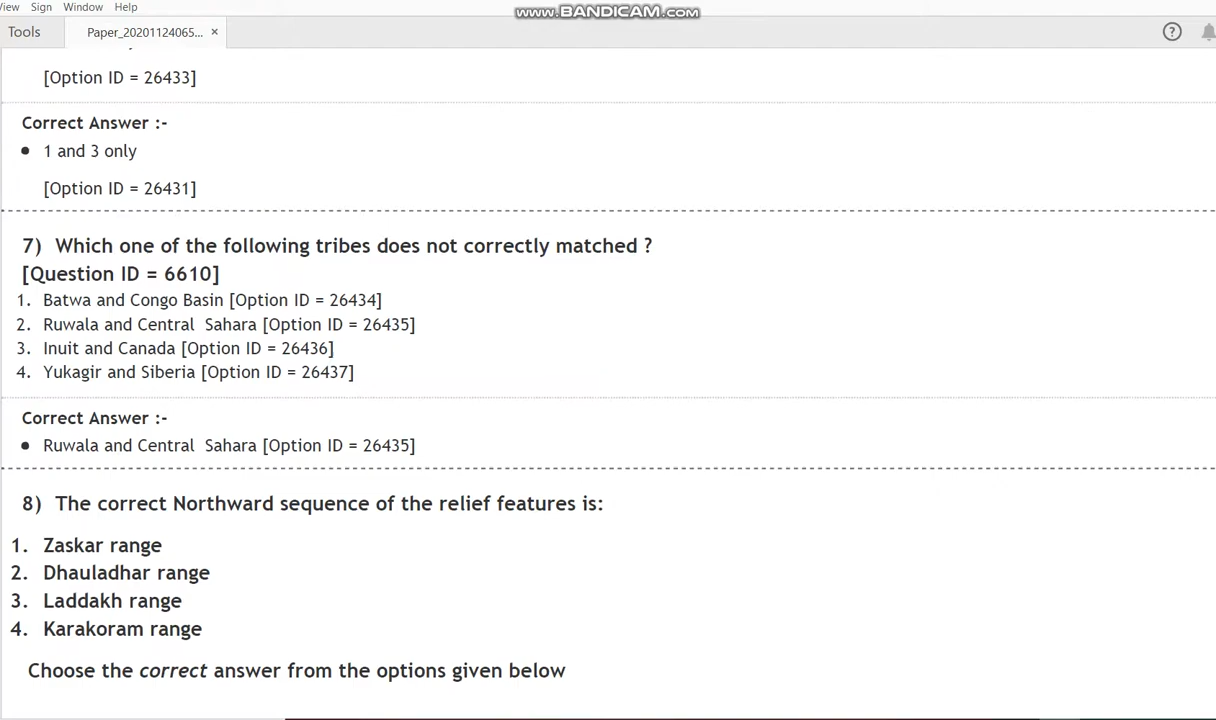 View Sign Window Help
www.BANDICAM.com
Tools
Paper_20201124065... ×
[Option ID = 26433]
Correct Answer :-
• 1 and 3 only
[Option ID = 26431]
7) Which one of the following tribes does not correctly matched ?
[Question ID = 6610]
1. Batwa and Congo Basin [Option ID = 26434]
2. Ruwala and Central Sahara [Option ID = 26435]
3. Inuit and Canada [Option ID = 26436]
4. Yukagir and Siberia [Option ID = 26437]
Correct Answer :-
• Ruwala and Central Sahara [Option ID = 26435]
8) The correct Northward sequence of the relief features is:
1. Zaskar range
2. Dhauladhar range
3. Laddakh range
4. Karakoram range
Choose the correct answer from the options given below